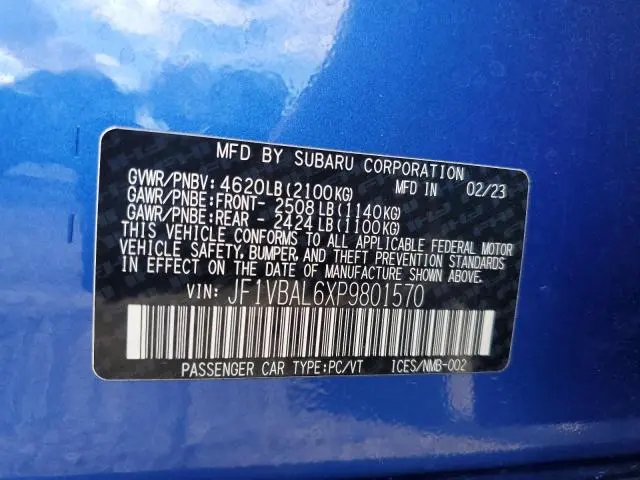 MFD BY SUBARU CORPORATION
GVWR/PNBV: 4620LB(2100KG) MFD IN 02/23
GAWR/PNBE:FRONT- 2508 LB(1140KG)
GAWR/PNBE:REAR - 2424 LB(1100KG)
THIS VEHICLE CONFORMS TO ALL APPLICABLE FEDERAL MOTOR
VEHICLE SAFETY, BUMPER, AND THEFT PREVENTION STANDARDS
IN EFFECT ON THE DATE OF MANUFACTURE SHOWN ABOVE.
VIN: JF1VBAL6XP9801570
PASSENGER CAR TYPE:PC/VT 1CES/NMB-002